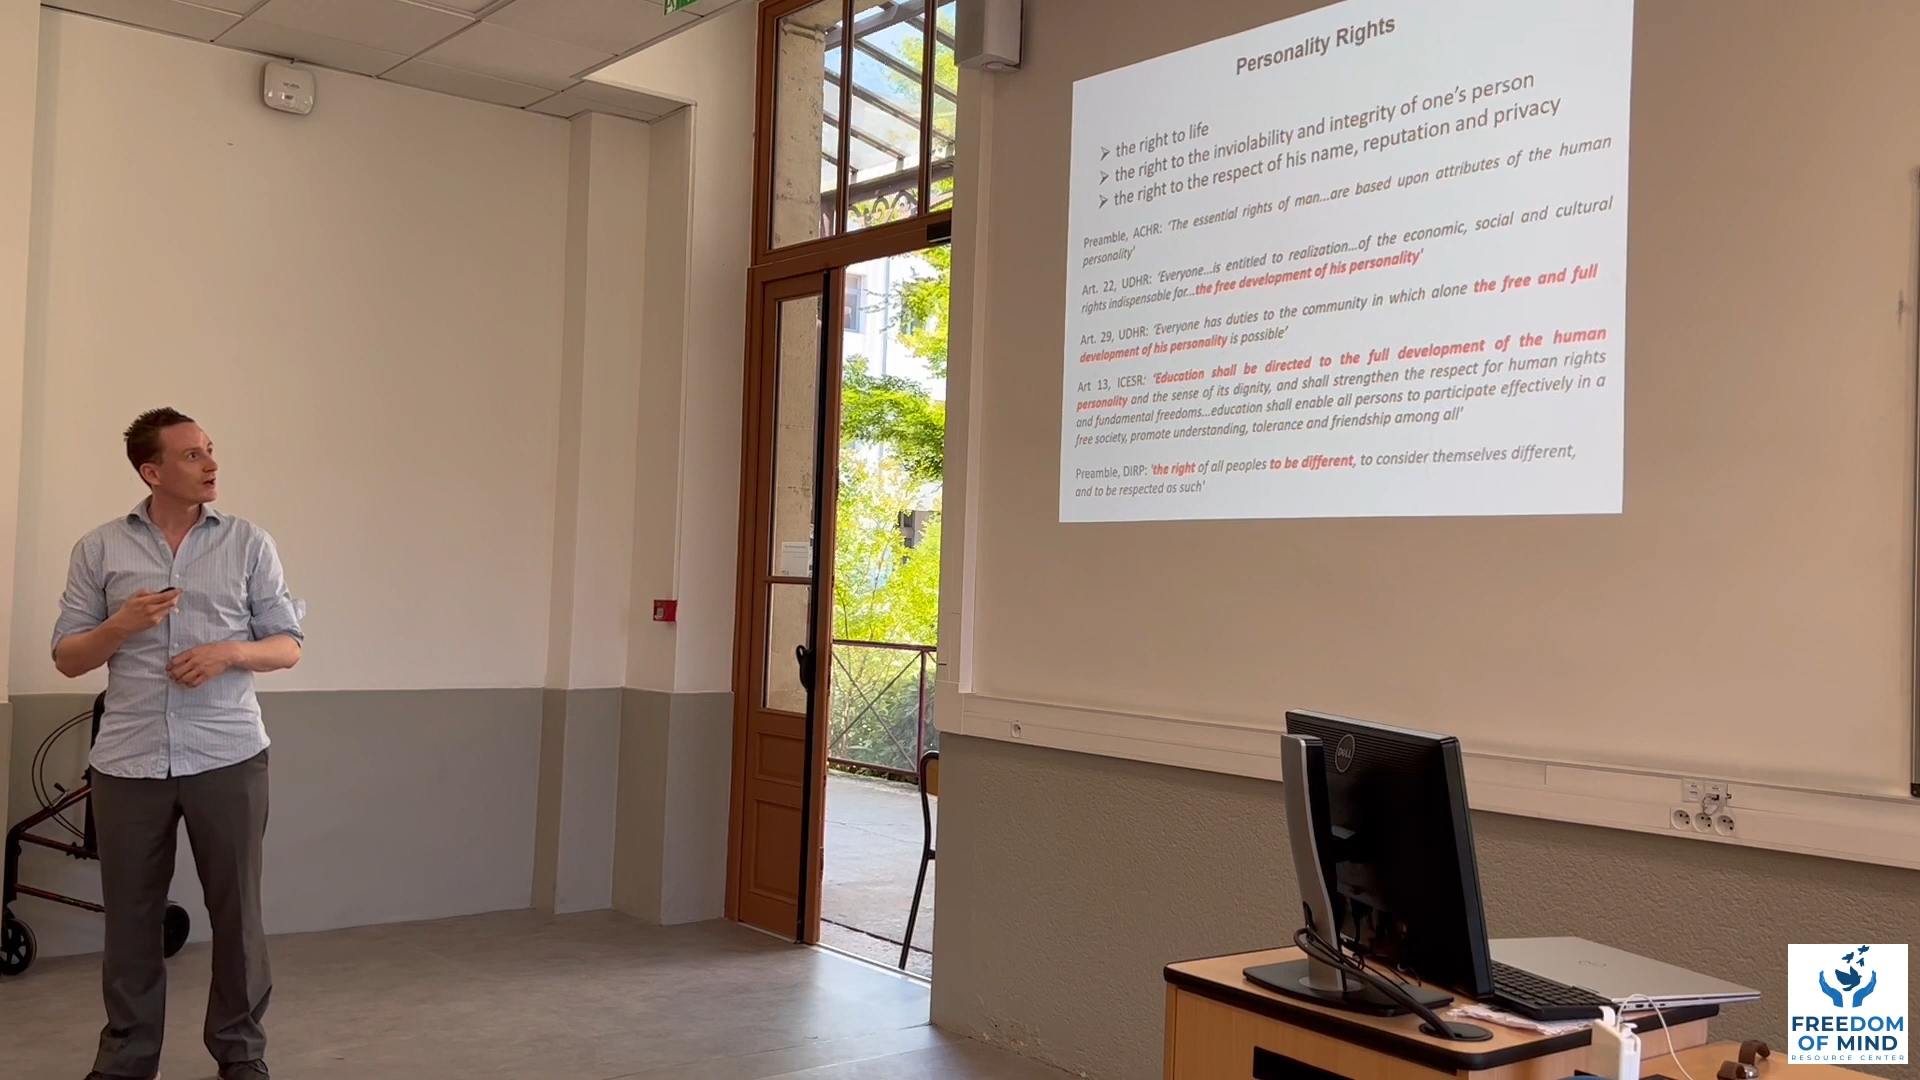 Personality Rights
➢ the right to life
➢ the right to the inviolability and integrity of one's person
➢ the right to the respect of his name, reputation and privacy
Preamble, ACHR: 'The essential rights of man...are based upon attributes of the human
personality'
Art. 22, UDHR: 'Everyone...is entitled to realization...of the economic, social and cultural
rights indispensable for...the free development of his personality'
Art. 29, UDHR: 'Everyone has duties to the community in which alone the free and full
development of his personality is possible'
Art 13, ICESR: 'Education shall be directed to the full development of the human
personality and the sense of its dignity, and shall strengthen the respect for human rights
and fundamental freedoms...education shall enable all persons to participate effectively in a
free society, promote understanding, tolerance and friendship among all'
Preamble, DIRP: 'the right of all peoples to be different, to consider themselves different,
and to be respected as such'
DELL
FREEDOM
OF MIND
RESOURCE CENTER